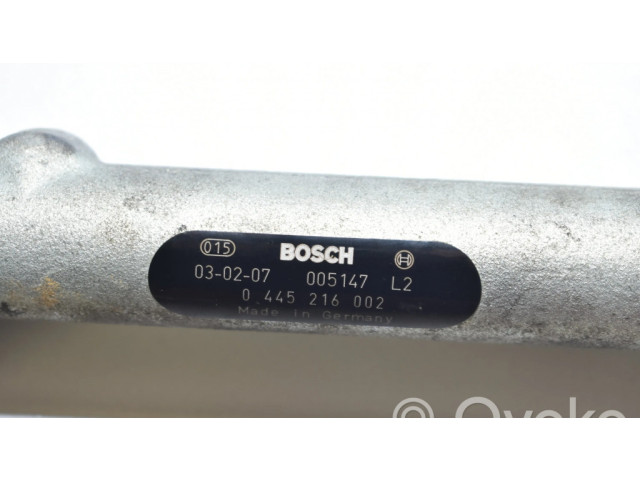 015 BOSCH
03-02-07 005147 L2
0 445 216 002
Made in Germany
© Ovoko